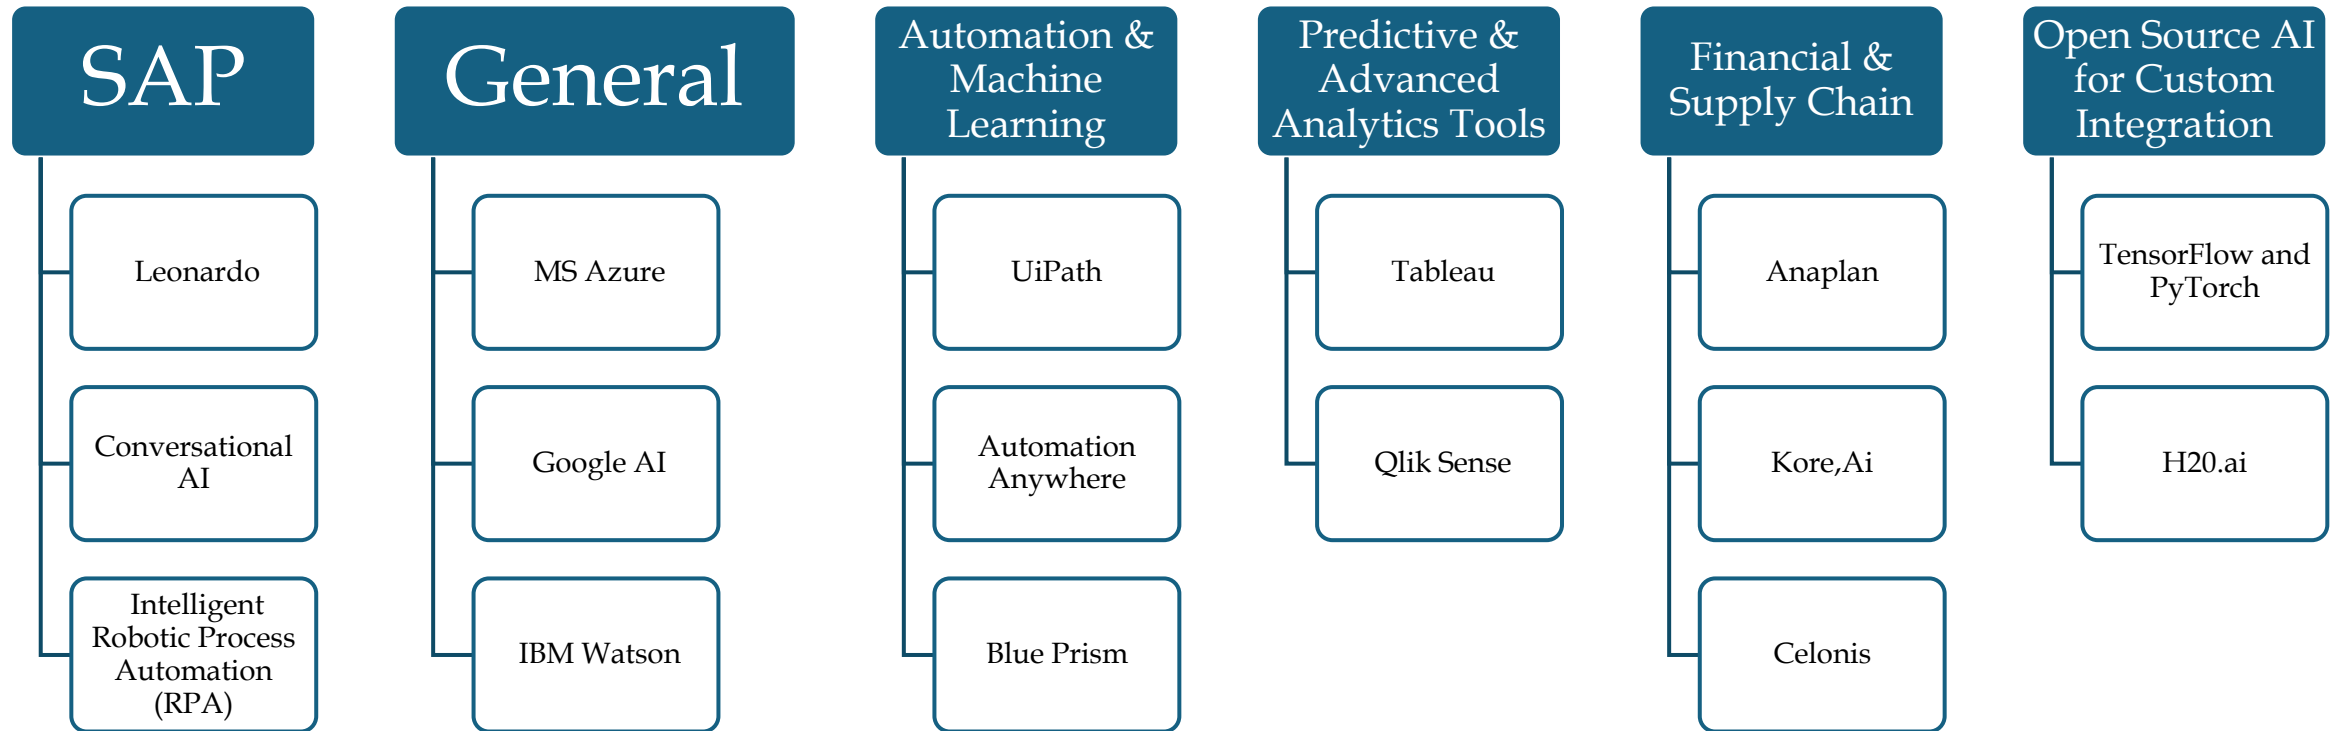 SAP
Leonardo
Conversational
AI
Intelligent
Robotic Process
Automation
(RPA)
General
MS Azure
Google AI
IBM Watson
Automation &
Machine
Learning
UiPath
Automation
Anywhere
Blue Prism
Predictive &
Advanced
Analytics Tools
Tableau
Qlik Sense
Financial &
Supply Chain
Anaplan
Kore,Ai
Celonis
Open Source AI
for Custom
Integration
TensorFlow and
PyTorch
H20.ai